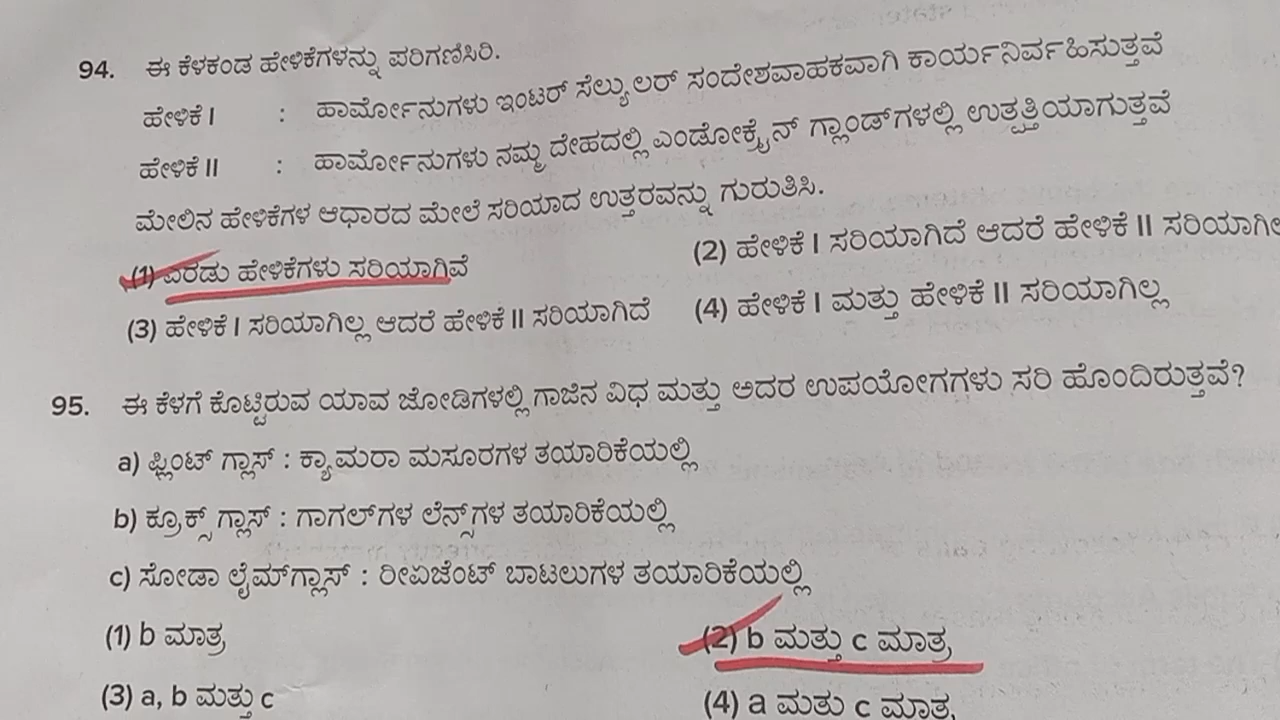 94. ಈ ಕೆಳಕಂಡ ಹೇಳಿಕೆಗಳನ್ನು ಪರಿಗಣಿಸಿರಿ.
ಹೇಳಿಕೆ I : ಹಾರ್ಮೋನುಗಳು ಇಂಟರ್ ಸೆಲ್ಯುಲರ್ ಸಂದೇಶವಾಹಕವಾಗಿ ಕಾರ್ಯನಿರ್ವಹಿಸುತ್ತವೆ
ಹೇಳಿಕೆ II : ಹಾರ್ಮೋನುಗಳು ನಮ್ಮ ದೇಹದಲ್ಲಿ ಎಂಡೋಕ್ರೈನ್ ಗ್ಲಾಂಡ್‌ಗಳಲ್ಲಿ ಉತ್ಪತ್ತಿಯಾಗುತ್ತವೆ
ಮೇಲಿನ ಹೇಳಿಕೆಗಳ ಆಧಾರದ ಮೇಲೆ ಸರಿಯಾದ ಉತ್ತರವನ್ನು ಗುರುತಿಸಿ.
(1) ಎರಡು ಹೇಳಿಕೆಗಳು ಸರಿಯಾಗಿವೆ (2) ಹೇಳಿಕೆ I ಸರಿಯಾಗಿದೆ ಆದರೆ ಹೇಳಿಕೆ II
(3) ಹೇಳಿಕೆ I ಸರಿಯಾಗಿಲ್ಲ ಆದರೆ ಹೇಳಿಕೆ II ಸರಿಯಾಗಿದೆ (4) ಹೇಳಿಕೆ I ಮತ್ತು ಹೇಳಿಕೆ II ಸರಿಯಾಗಿಲ್ಲ
95. ಈ ಕೆಳಗೆ ಕೊಟ್ಟಿರುವ ಯಾವ ಜೋಡಿಗಳಲ್ಲಿ ಗಾಜಿನ ವಿಧ ಮತ್ತು ಅದರ ಉಪಯೋಗಗಳು ಸರಿ ಹೊಂದಿರುತ್ತವೆ?
a) ಫ್ಲಿಂಟ್ ಗ್ಲಾಸ್ : ಕ್ಯಾಮರಾ ಮಸೂರಗಳ ತಯಾರಿಕೆಯಲ್ಲಿ
b) ಕ್ರೂಕ್ಸ್ ಗ್ಲಾಸ್ : ಗಾಗಲ್‌ಗಳ ಲೆನ್ಸ್‌ಗಳ ತಯಾರಿಕೆಯಲ್ಲಿ
c) ಸೋಡಾ ಲೈಮ್‌ಗ್ಲಾಸ್ : ರೀಏಜೆಂಟ್ ಬಾಟಲುಗಳ ತಯಾರಿಕೆಯಲ್ಲಿ
(1) b ಮಾತ್ರ (2) b ಮತ್ತು c ಮಾತ್ರ
(3) a, b ಮತ್ತು c (4) a ಮತ್ತು c ಮಾತ್ರ